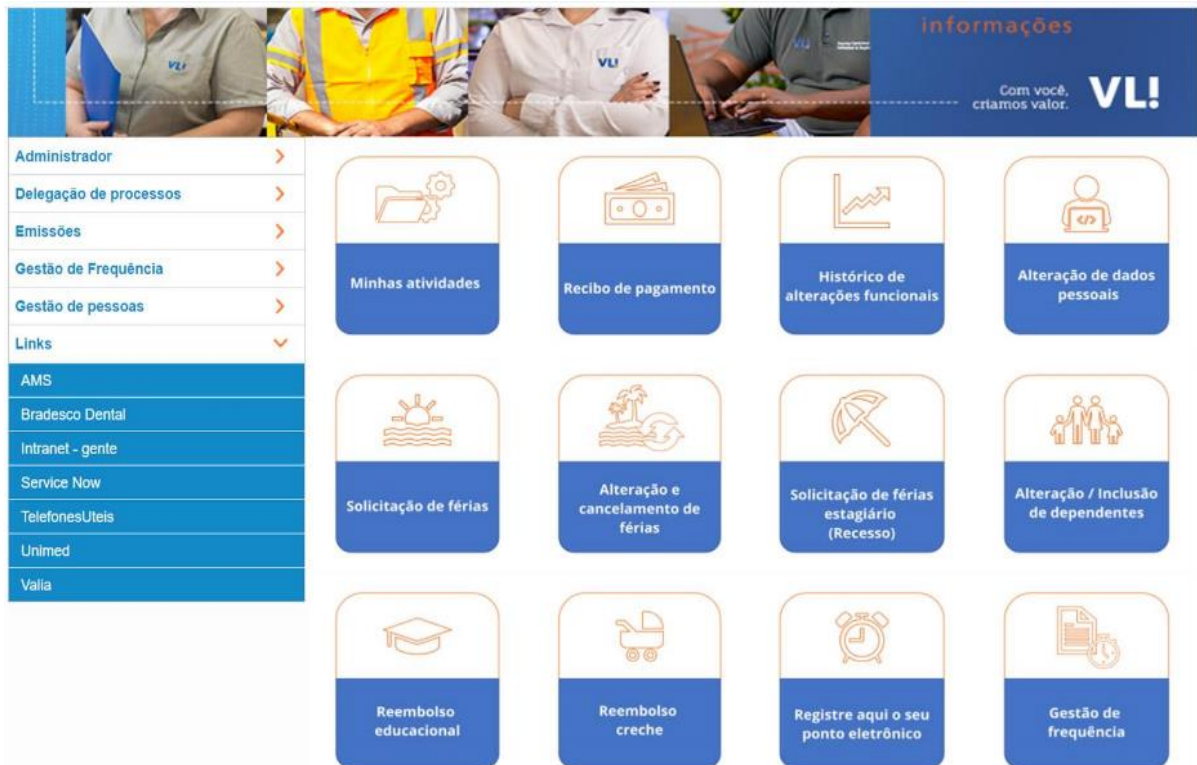 informações
Com você,
criamos valor.
VL!
VLI
VLI
VLI
Administrador
Delegação de processos
Emissões
Gestão de Frequência
Gestão de pessoas
Links
AMS
Bradesco Dental
Intranet - gente
Service Now
TelefonesUteis
Unimed
Valia
Minhas atividades
Recibo de pagamento
Histórico de
alterações funcionais
Alteração de dados
pessoais
Solicitação de férias
Alteração e
cancelamento de
férias
Solicitação de férias
estagiário
(Recesso)
Alteração / Inclusão
de dependentes
Reembolso
educacional
Reembolso
creche
Registre aqui o seu
ponto eletrônico
Gestão de
frequência